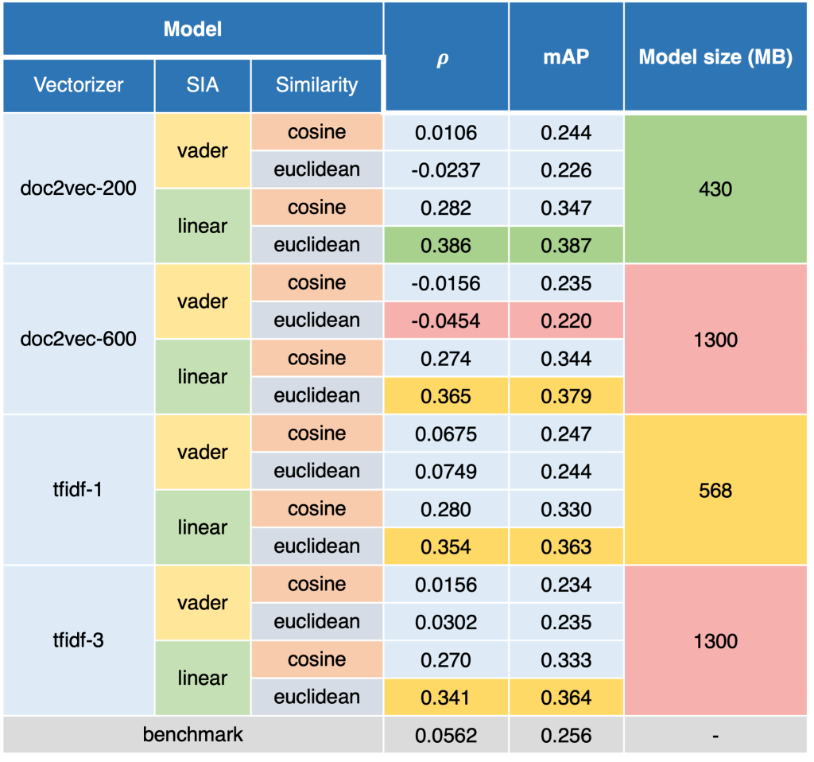 Model ρ mAP Model size (MB)
Vectorizer SIA Similarity
doc2vec-200 vader cosine 0.0106 0.244 430
euclidean -0.0237 0.226
linear cosine 0.282 0.347
euclidean 0.386 0.387
doc2vec-600 vader cosine -0.0156 0.235 1300
euclidean -0.0454 0.220
linear cosine 0.274 0.344
euclidean 0.365 0.379
tfidf-1 vader cosine 0.0675 0.247 568
euclidean 0.0749 0.244
linear cosine 0.280 0.330
euclidean 0.354 0.363
tfidf-3 vader cosine 0.0156 0.234 1300
euclidean 0.0302 0.235
linear cosine 0.270 0.333
euclidean 0.341 0.364
benchmark 0.0562 0.256 -